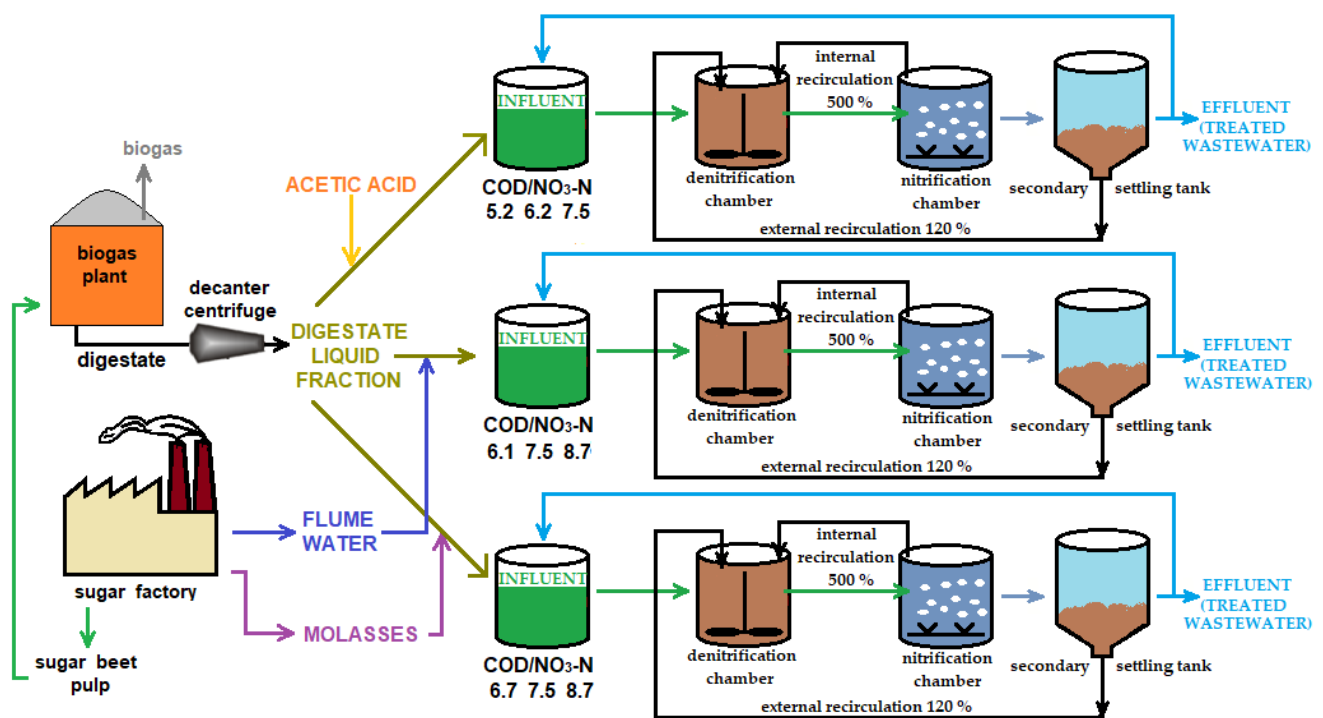 biogas
biogas
plant
digestate
decanter
centrifuge
ACETIC ACID
DIGESTATE
LIQUID
FRACTION
sugar factory
sugar beet
pulp
FLUME
WATER
MOLASSES
INFLUENT
COD/NO₃-N
5.2 6.2 7.5
internal
recirculation
500 %
denitrification
chamber
nitrification
chamber
secondary settling tank
external recirculation 120 %
EFFLUENT
(TREATED
WASTEWATER)
INFLUENT
COD/NO₃-N
6.1 7.5 8.7
internal
recirculation
500 %
denitrification
chamber
nitrification
chamber
secondary settling tank
external recirculation 120 %
EFFLUENT
(TREATED
WASTEWATER)
INFLUENT
COD/NO₃-N
6.7 7.5 8.7
internal
recirculation
500 %
denitrification
chamber
nitrification
chamber
secondary settling tank
external recirculation 120 %
EFFLUENT
(TREATED
WASTEWATER)